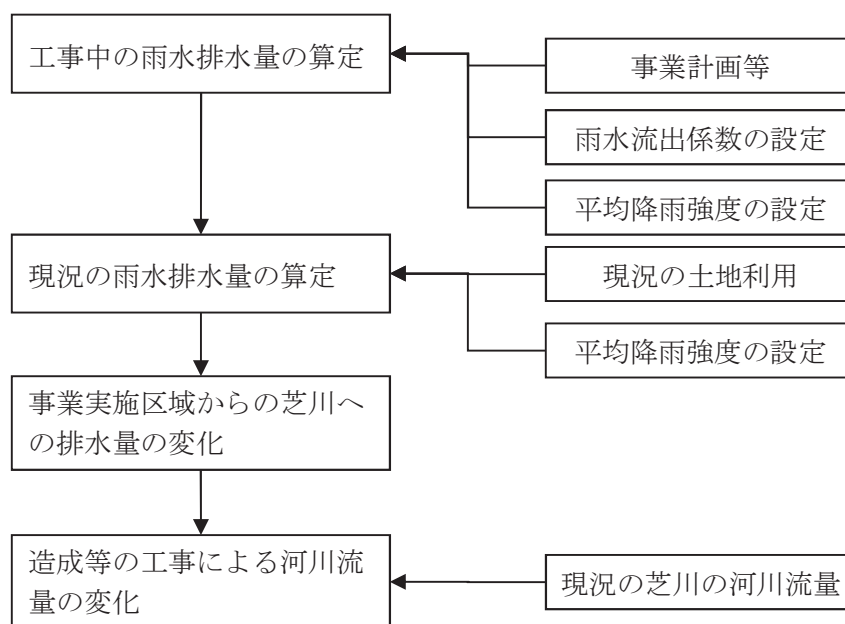 工事中の雨水排水量の算定
事業計画等
雨水流出係数の設定
平均降雨強度の設定
現況の雨水排水量の算定
現況の土地利用
平均降雨強度の設定
事業実施区域からの芝川へ
の排水量の変化
造成等の工事による河川流
量の変化
現況の芝川の河川流量